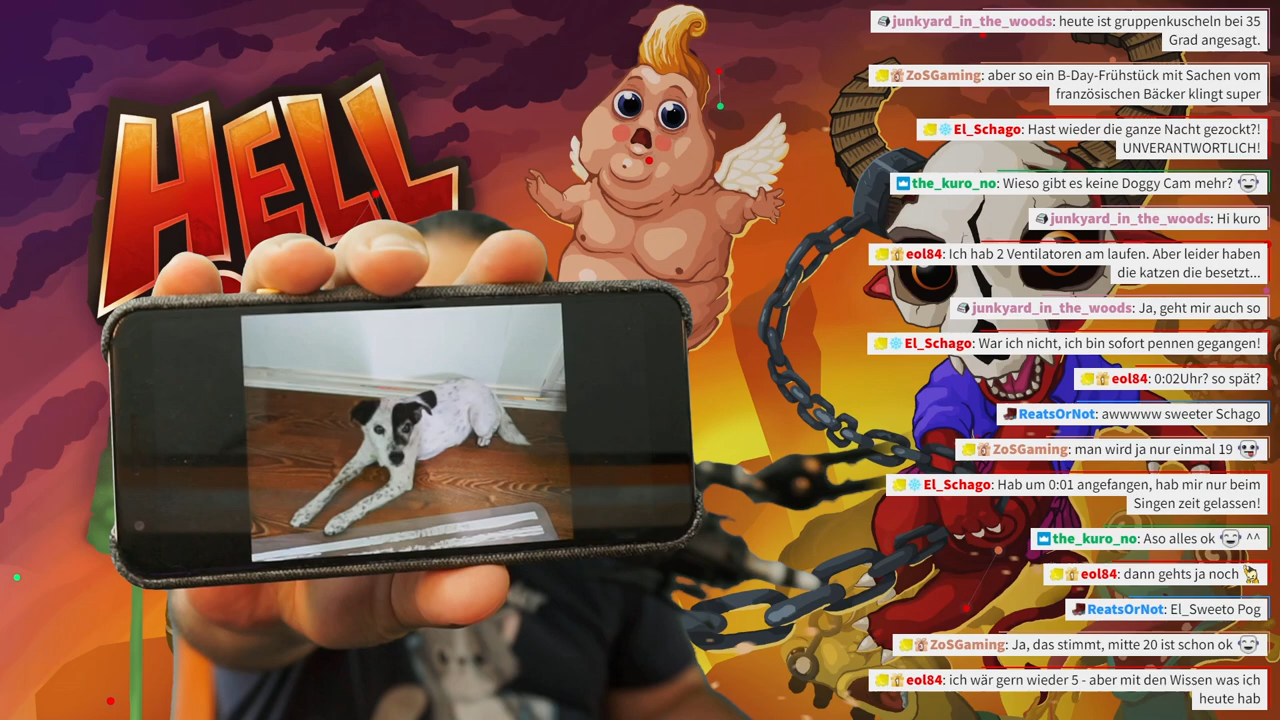 HELL
junkyard_in_the_woods: heute ist gruppenkuscheln bei 35
Grad angesagt.
ZoSGaming: aber so ein B-Day-Frühstück mit Sachen vom
französischen Bäcker klingt super
El_Schago: Hast wieder die ganze Nacht gezockt?!
UNVERANTWORTLICH!
the_kuro_no: Wieso gibt es keine Doggy Cam mehr?
junkyard_in_the_woods: Hi kuro
eol84: Ich hab 2 Ventilatoren am laufen. Aber leider haben
die katzen die besetzt...
junkyard_in_the_woods: Ja, geht mir auch so
El_Schago: War ich nicht, ich bin sofort pennen gegangen!
eol84: 0:02Uhr? so spät?
ReatsOrNot: awwwww sweeter Schago
ZoSGaming: man wird ja nur einmal 19
El_Schago: Hab um 0:01 angefangen, hab mir nur beim
Singen zeit gelassen!
the_kuro_no: Aso alles ok ^^
eol84: dann gehts ja noch
ReatsOrNot: El_Sweeto Pog
ZoSGaming: Ja, das stimmt, mitte 20 ist schon ok
eol84: ich wär gern wieder 5 - aber mit den Wissen was ich
heute hab